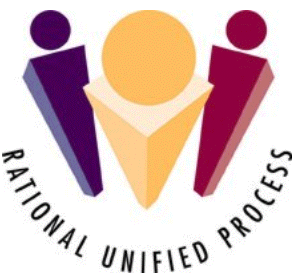 RATIONAL UNIFIED PROCESS